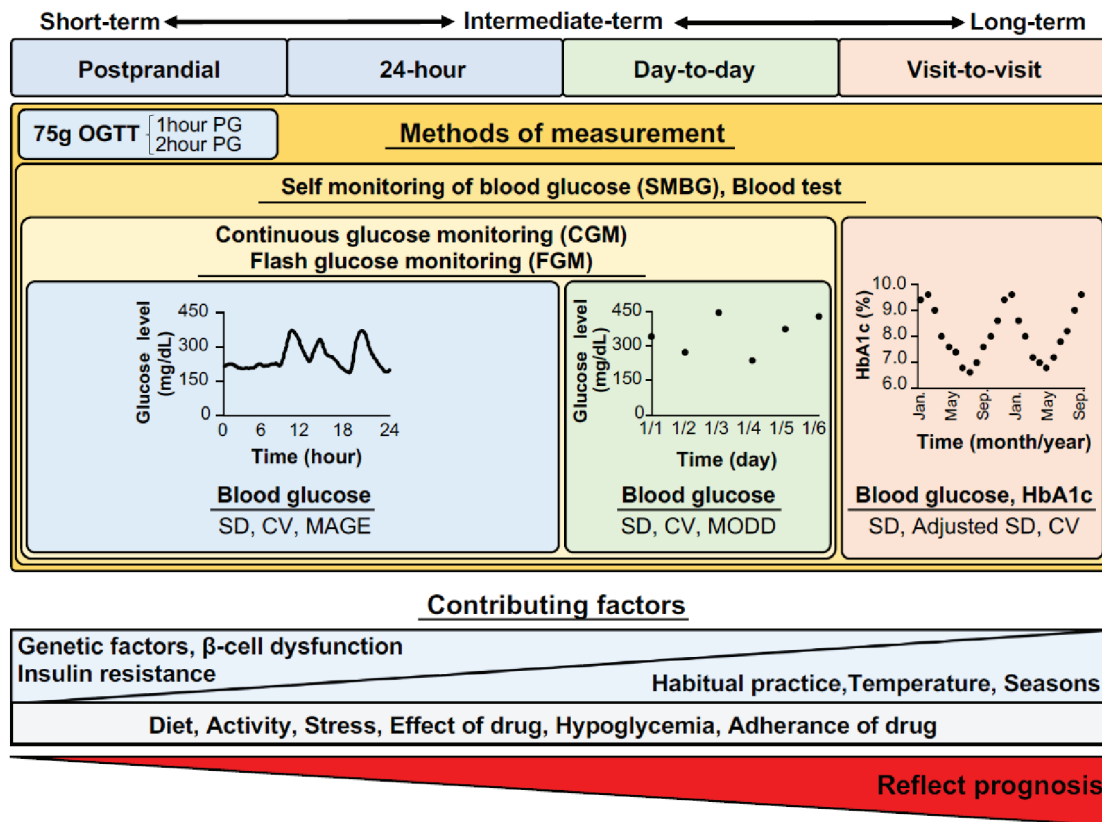 Short-term Intermediate-term Long-term
Postprandial 24-hour Day-to-day Visit-to-visit
75g OGTT 1hour PG
2hour PG
Methods of measurement
Self monitoring of blood glucose (SMBG), Blood test
Continuous glucose monitoring (CGM)
Flash glucose monitoring (FGM)
Glucose level
(mg/dL)
450
300
150
0
0 6 12 18 24
Time (hour)
Blood glucose
SD, CV, MAGE
Glucose level
(mg/dL)
450
300
150
0
1/1 1/2 1/3 1/4 1/5 1/6
Time (day)
Blood glucose
SD, CV, MODD
HbA1c (%)
10.0
9.0
8.0
7.0
6.0
Jan. May Sep. Jan. May Sep.
Time (month/year)
Blood glucose, HbA1c
SD, Adjusted SD, CV
Contributing factors
Genetic factors, β-cell dysfunction
Insulin resistance
Habitual practice,Temperature, Seasons
Diet, Activity, Stress, Effect of drug, Hypoglycemia, Adherance of drug
Reflect prognosis